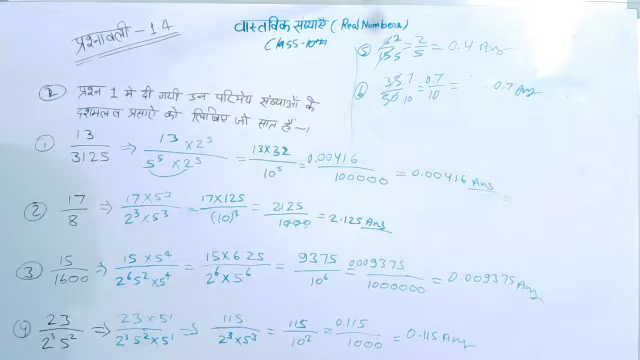 प्रश्नावली - 1.4
वास्तविक संख्याएँ (Real Numbers)
Class-10th
② प्रश्न 1 में दी गयी उन परिमेय संख्याओं के
दशमलव प्रसारो को लिखिए जो सांत हैं:-।
① 13/3125 ⇒ 13×2⁵/5⁵×2⁵ = 13×32/10⁵ = 0.00416/100000 = 0.00416 Ans
② 17/8 ⇒ 17×5³/2³×5³ = 17×125/(10)³ = 2125/1000 = 2.125 Ans
③ 15/1600 ⇒ 15×5⁴/2⁶5²×5⁴ = 15×625/2⁶×5⁶ = 9375/10⁶ = 0.009375/1000000 = 0.009375 Ans
④ 23/2³5² ⇒ 23×5¹/2³5²×5¹ ⇒ 115/2³×5³ = 115/10³ = 0.115/1000 = 0.115 Ans
⑤ 6 2/15 5 = 2/5 = 0.4 Ans
⑥ 35 7/50 10 = 0.7/10 = 0.7 Ans